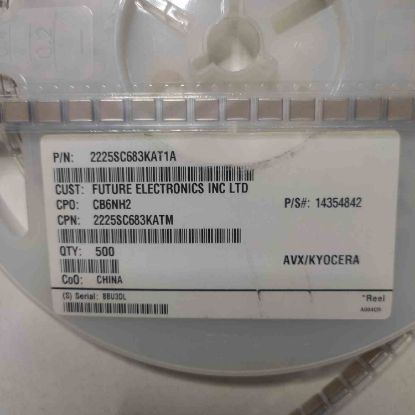 P/N: 2225SC683KAT1A
CUST: FUTURE ELECTRONICS INC LTD
CPO: CB6NH2 P/S#: 14354842
CPN: 2225SC683KATM
QTY: 500
AVX/KYOCERA
CoO: CHINA
(S) Serial: BBU3DL *Reel